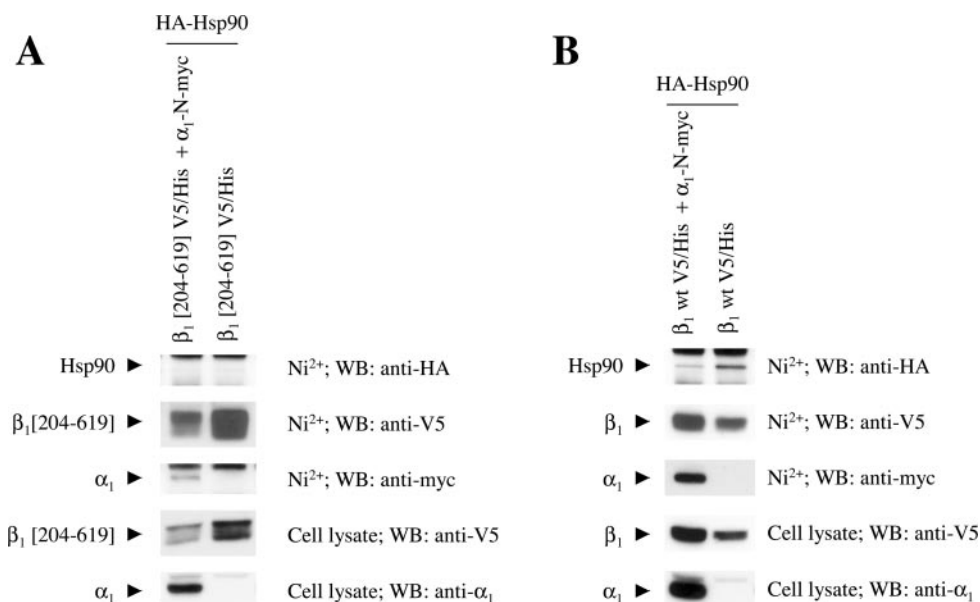 A
HA-Hsp90
β₁ [204-619] V5/His + α₁-N-myc
β₁ [204-619] V5/His
Hsp90 ► Ni²⁺; WB: anti-HA
β₁[204-619] ► Ni²⁺; WB: anti-V5
α₁ ► Ni²⁺; WB: anti-myc
β₁ [204-619] ► Cell lysate; WB: anti-V5
α₁ ► Cell lysate; WB: anti-α₁
B
HA-Hsp90
β₁ wt V5/His + α₁-N-myc
β₁ wt V5/His
Hsp90 ► Ni²⁺; WB: anti-HA
β₁ ► Ni²⁺; WB: anti-V5
α₁ ► Ni²⁺; WB: anti-myc
β₁ ► Cell lysate; WB: anti-V5
α₁ ► Cell lysate; WB: anti-α₁